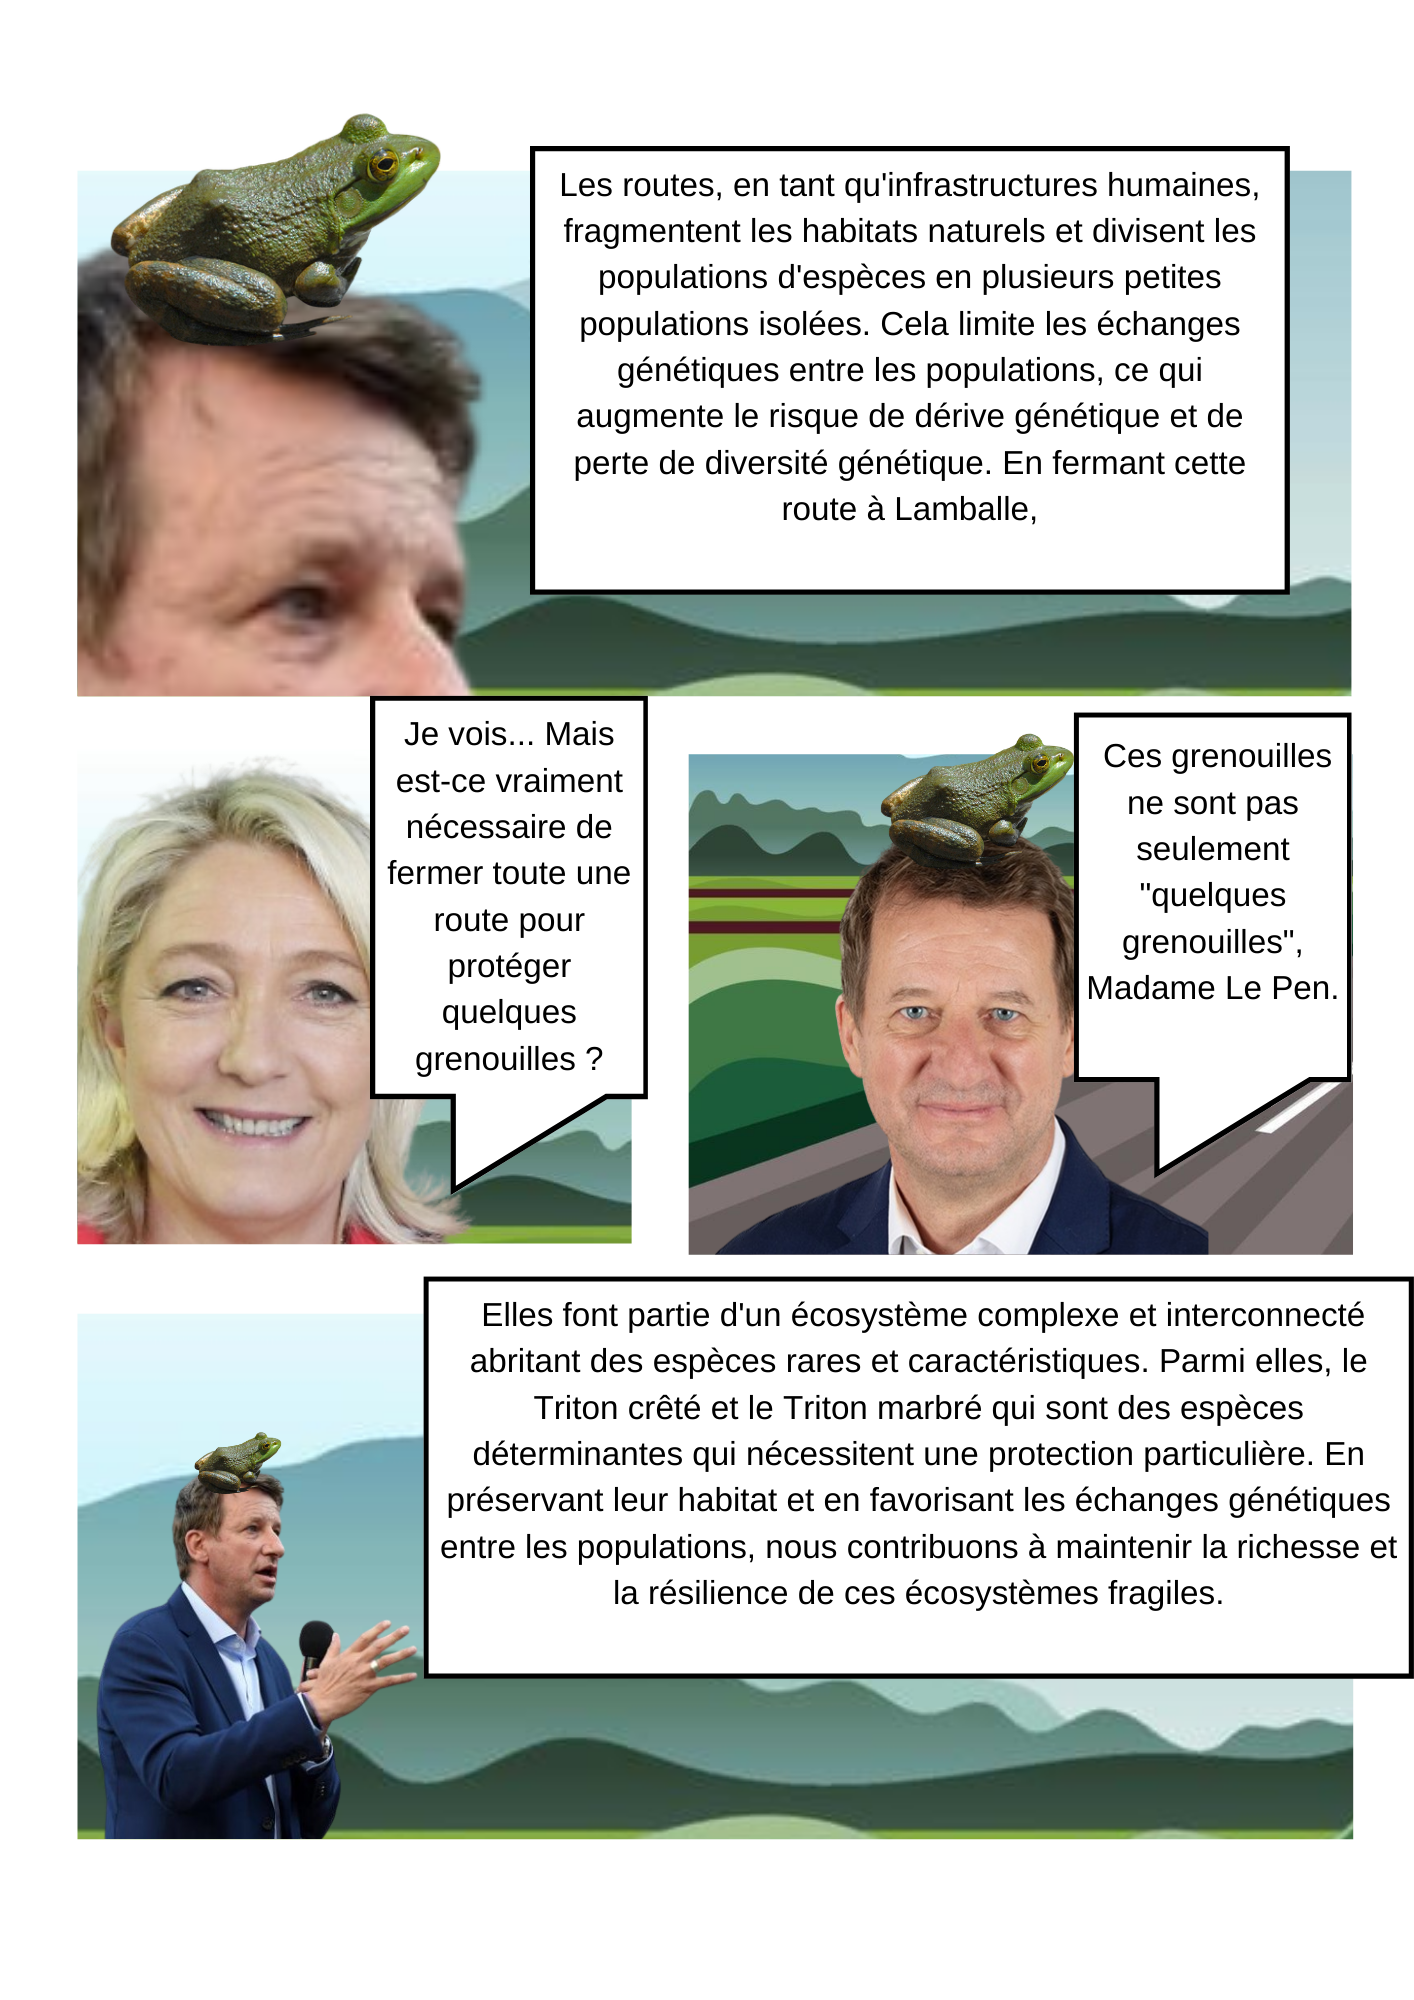 Les routes, en tant qu'infrastructures humaines,
fragmentent les habitats naturels et divisent les
populations d'espèces en plusieurs petites
populations isolées. Cela limite les échanges
génétiques entre les populations, ce qui
augmente le risque de dérive génétique et de
perte de diversité génétique. En fermant cette
route à Lamballe,
Je vois... Mais
est-ce vraiment
nécessaire de
fermer toute une
route pour
protéger
quelques
grenouilles ?
Ces grenouilles
ne sont pas
seulement
"quelques
grenouilles",
Madame Le Pen.
Elles font partie d'un écosystème complexe et interconnecté
abritant des espèces rares et caractéristiques. Parmi elles, le
Triton crêté et le Triton marbré qui sont des espèces
déterminantes qui nécessitent une protection particulière. En
préservant leur habitat et en favorisant les échanges génétiques
entre les populations, nous contribuons à maintenir la richesse et
la résilience de ces écosystèmes fragiles.